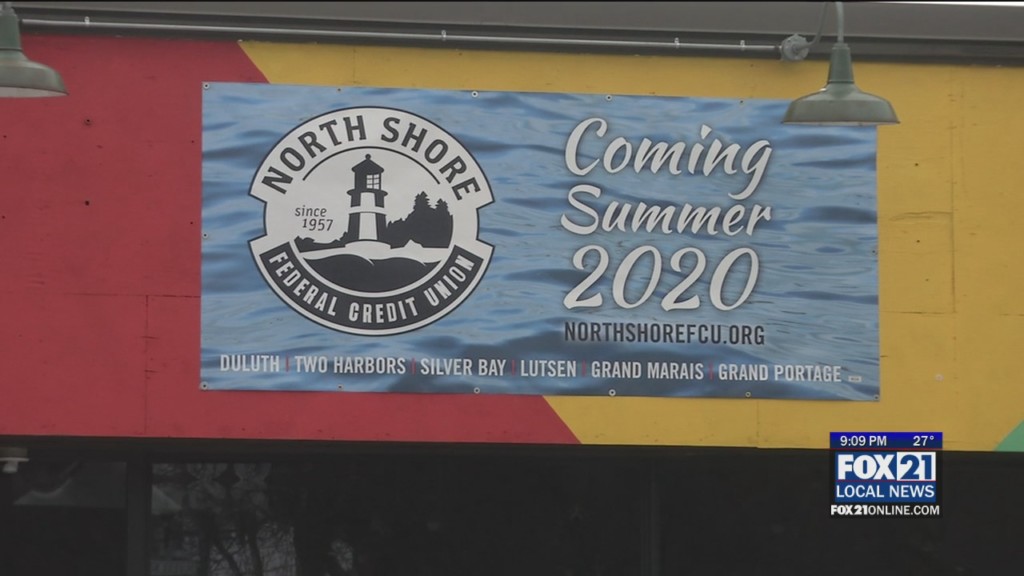 NORTH SHORE
since
1957
FEDERAL CREDIT UNION
Coming
Summer
2020
NORTHSHOREFCU.ORG
DULUTH | TWO HARBORS | SILVER BAY | LUTSEN | GRAND MARAIS | GRAND PORTAGE
9:09 PM 27°
FOX21
LOCAL NEWS
FOX21ONLINE.COM